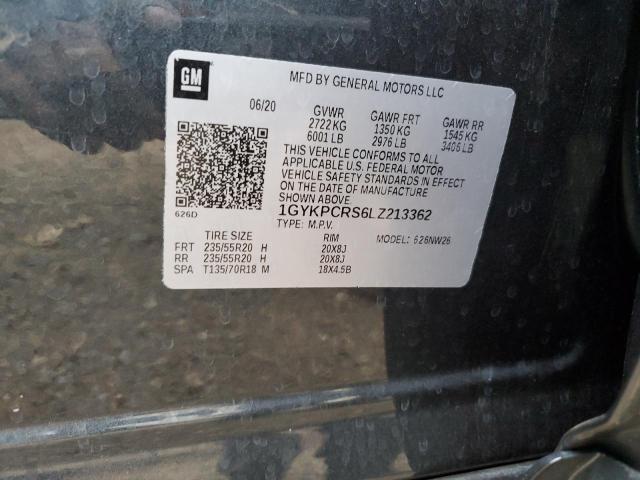 GM
MFD BY GENERAL MOTORS LLC
06/20 GVWR GAWR FRT GAWR RR
2722 KG 1350 KG 1545 KG
6001 LB 2976 LB 3406 LB
THIS VEHICLE CONFORMS TO ALL
APPLICABLE U.S. FEDERAL MOTOR
VEHICLE SAFETY STANDARDS IN EFFECT
ON THE DATE OF MANUFACTURE
SHOWN ABOVE.
626D 1GYKPCRS6LZ213362
TYPE: M.P.V.
TIRE SIZE RIM MODEL: 626NW26
FRT 235/55R20 H 20X8J
RR 235/55R20 H 20X8J
SPA T135/70R18 M 18X4.5B